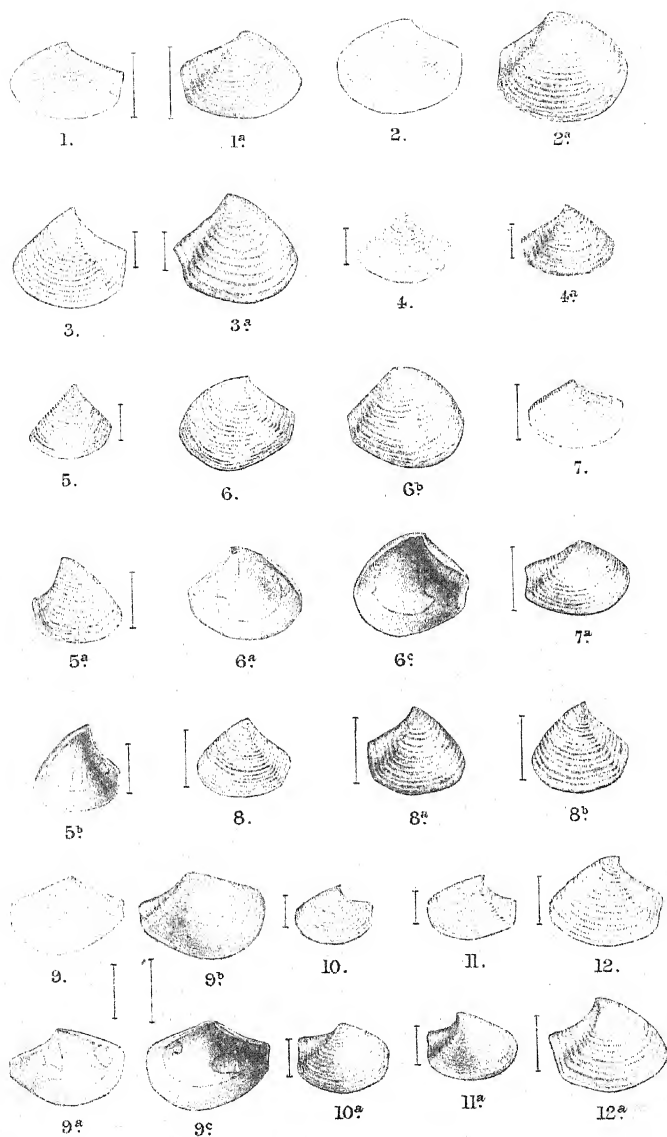 1. 1ª. 2. 2ª.
3. 3ª. 4. 4ª.
5. 6. 6ᵇ. 7.
5ª. 6ª. 6ᶜ. 7ª.
5ᵇ. 8. 8ª. 8ᵇ.
9. 9ᵇ. 10. 11. 12.
9ª. 9ᶜ. 10ª. 11ª. 12ª.